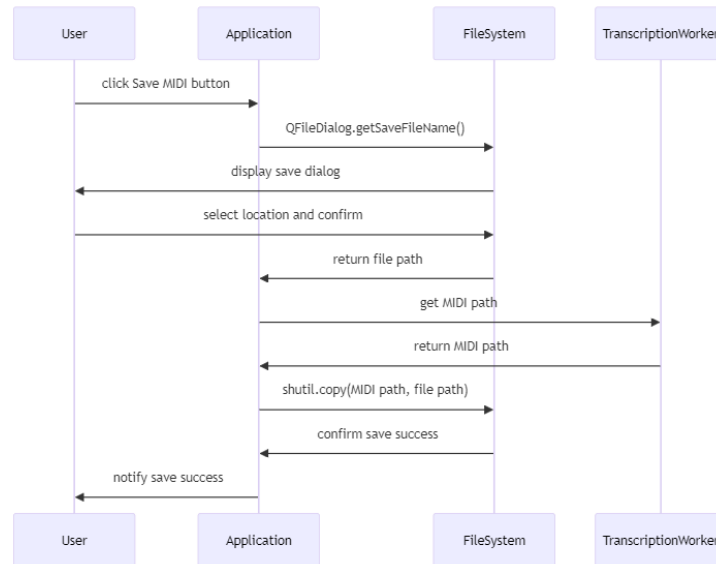 User
Application
FileSystem
TranscriptionWorker
click Save MIDI button
QFileDialog.getSaveFileName()
display save dialog
select location and confirm
return file path
get MIDI path
return MIDI path
shutil.copy(MIDI path, file path)
confirm save success
notify save success
User
Application
FileSystem
TranscriptionWorker